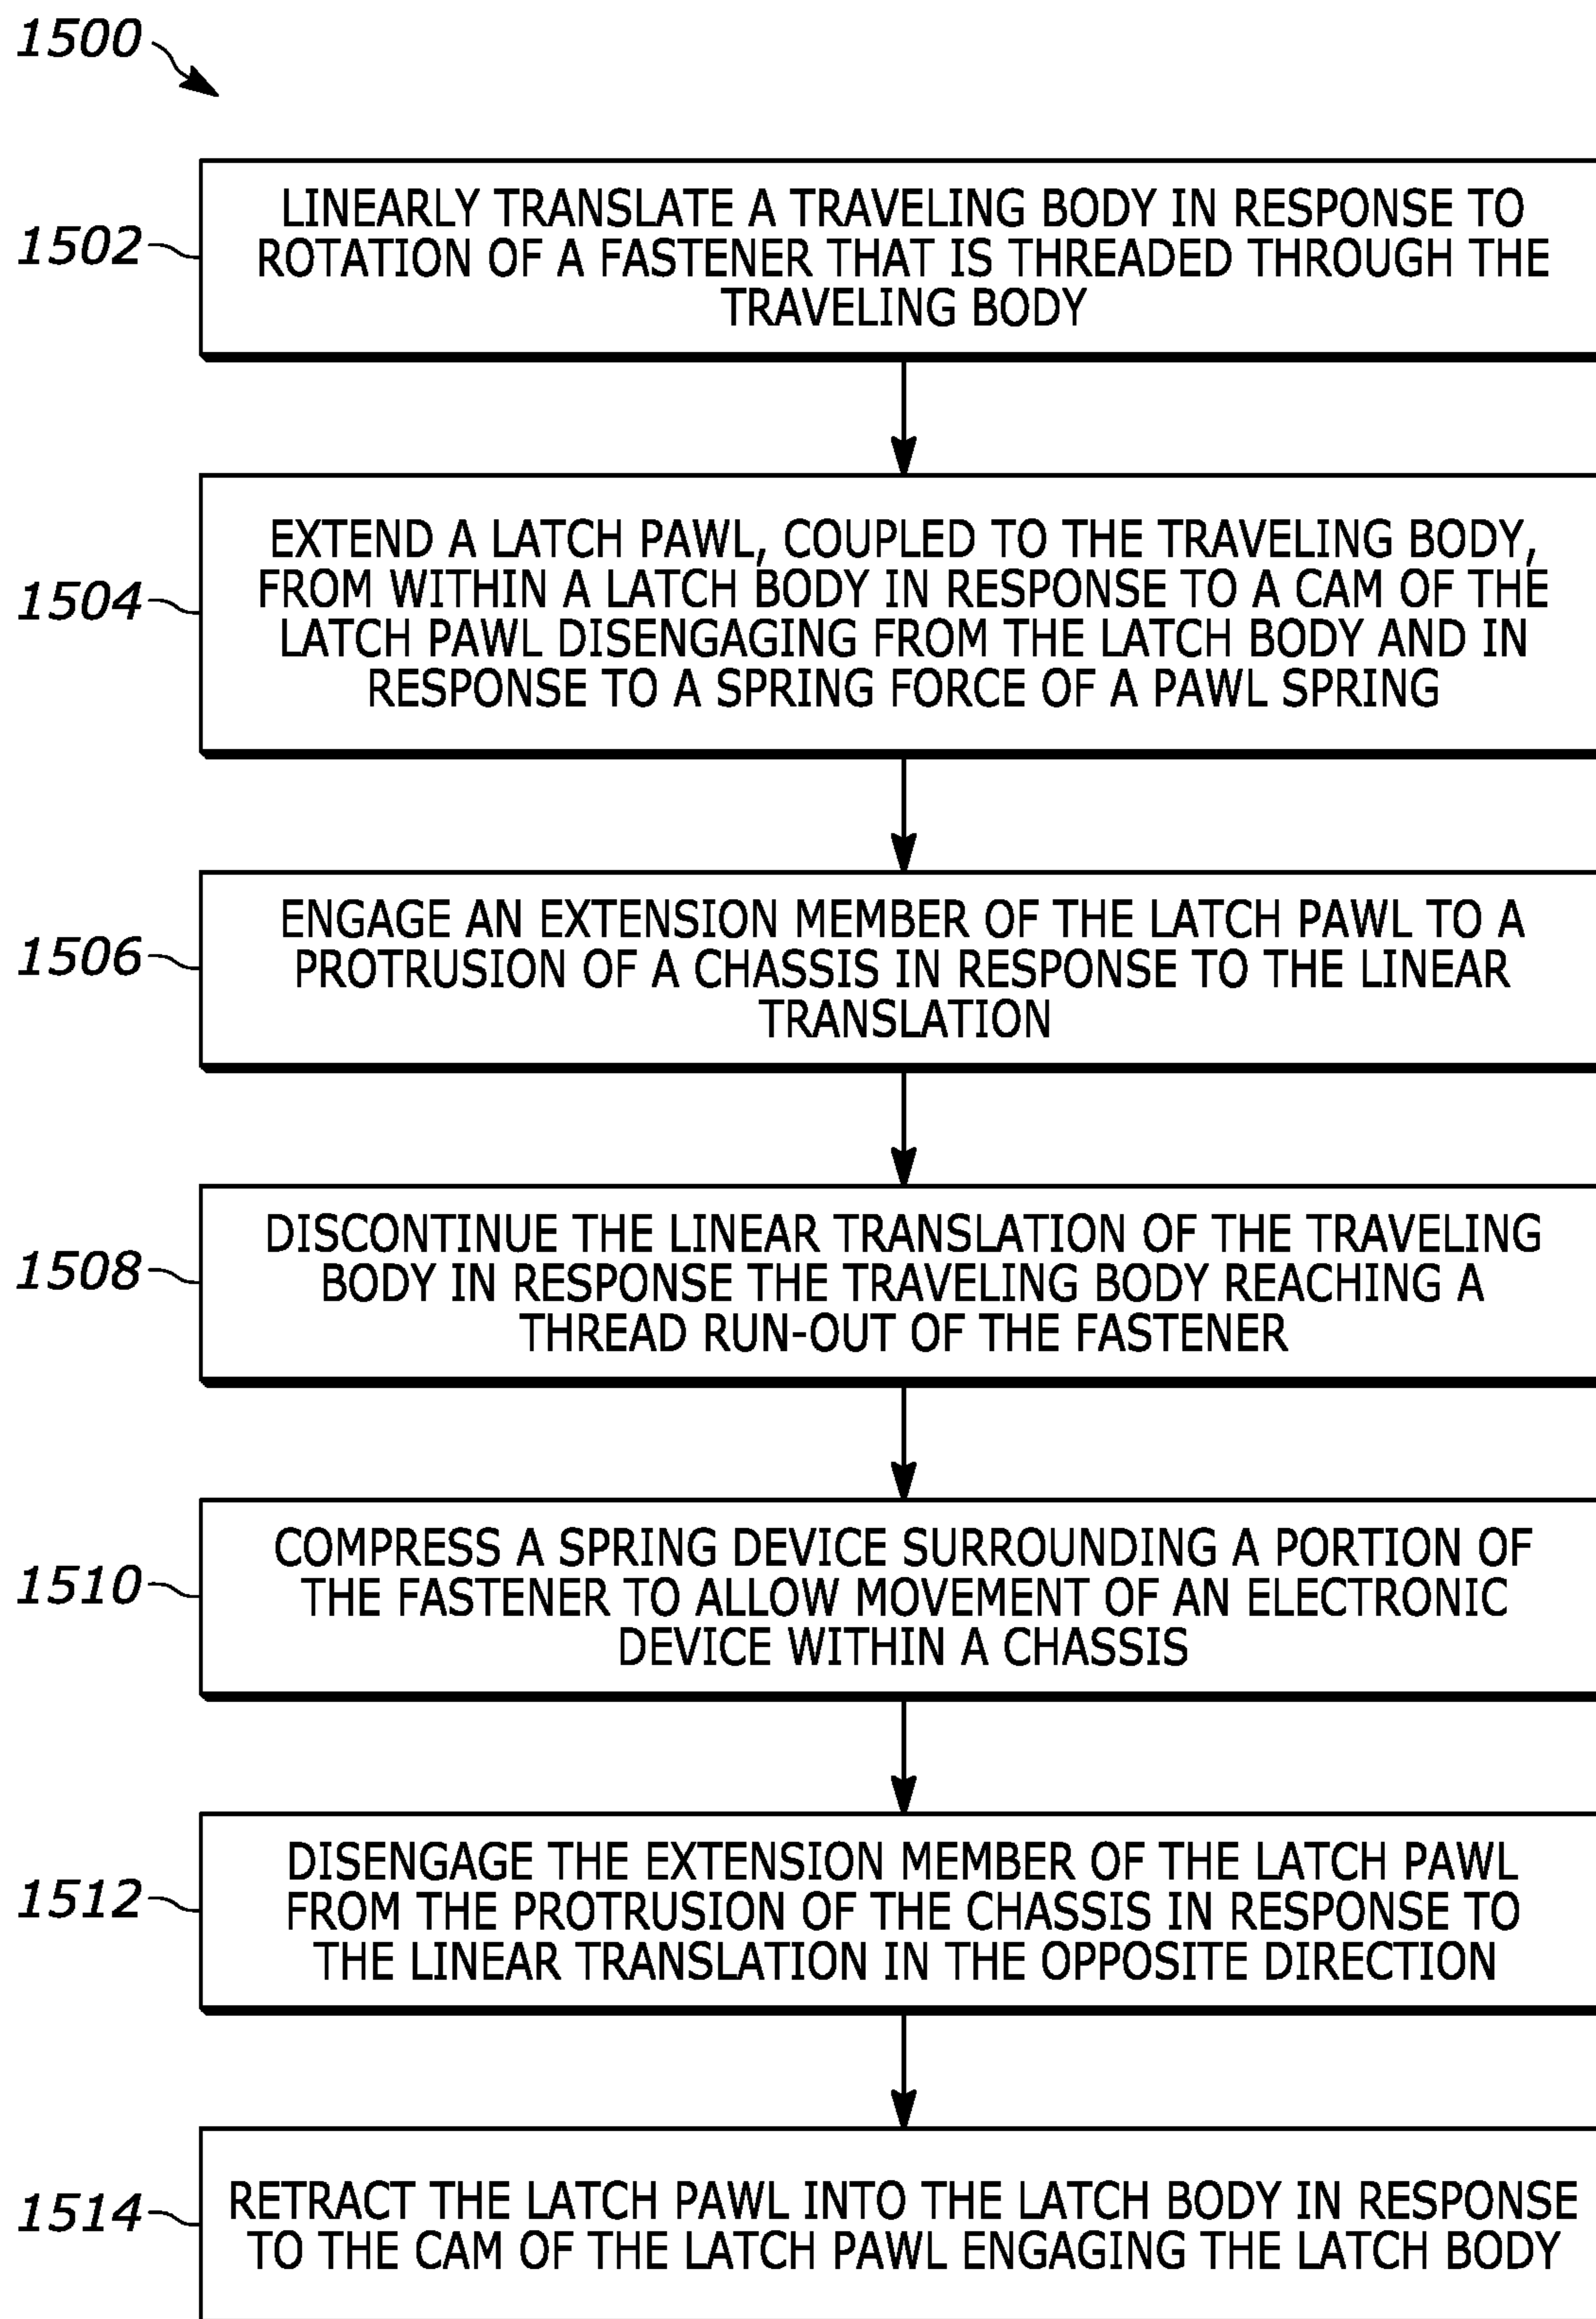 1500
1502
LINEARLY TRANSLATE A TRAVELING BODY IN RESPONSE TO
ROTATION OF A FASTENER THAT IS THREADED THROUGH THE
TRAVELING BODY
1504
EXTEND A LATCH PAWL, COUPLED TO THE TRAVELING BODY,
FROM WITHIN A LATCH BODY IN RESPONSE TO A CAM OF THE
LATCH PAWL DISENGAGING FROM THE LATCH BODY AND IN
RESPONSE TO A SPRING FORCE OF A PAWL SPRING
1506
ENGAGE AN EXTENSION MEMBER OF THE LATCH PAWL TO A
PROTRUSION OF A CHASSIS IN RESPONSE TO THE LINEAR
TRANSLATION
1508
DISCONTINUE THE LINEAR TRANSLATION OF THE TRAVELING
BODY IN RESPONSE THE TRAVELING BODY REACHING A
THREAD RUN-OUT OF THE FASTENER
1510
COMPRESS A SPRING DEVICE SURROUNDING A PORTION OF
THE FASTENER TO ALLOW MOVEMENT OF AN ELECTRONIC
DEVICE WITHIN A CHASSIS
1512
DISENGAGE THE EXTENSION MEMBER OF THE LATCH PAWL
FROM THE PROTRUSION OF THE CHASSIS IN RESPONSE TO
THE LINEAR TRANSLATION IN THE OPPOSITE DIRECTION
1514
RETRACT THE LATCH PAWL INTO THE LATCH BODY IN RESPONSE
TO THE CAM OF THE LATCH PAWL ENGAGING THE LATCH BODY